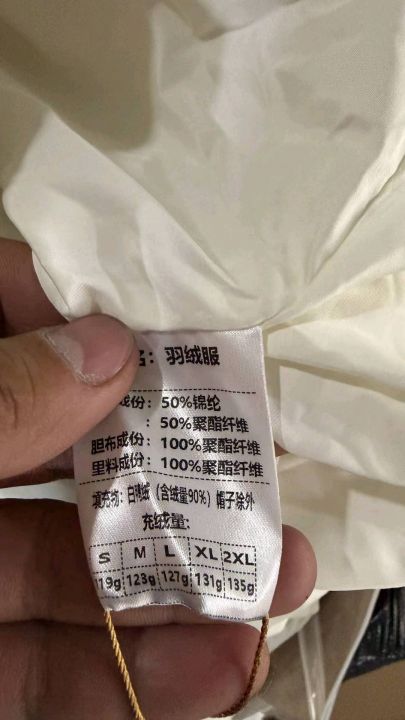 名：羽绒服
成份：50%锦纶
：50%聚酯纤维
胆布成份：100%聚酯纤维
里料成份：100%聚酯纤维
填充物：白鸭绒（含绒量90%）帽子除外
充绒量:
S M L XL 2XL
119g 123g 127g 131g 135g